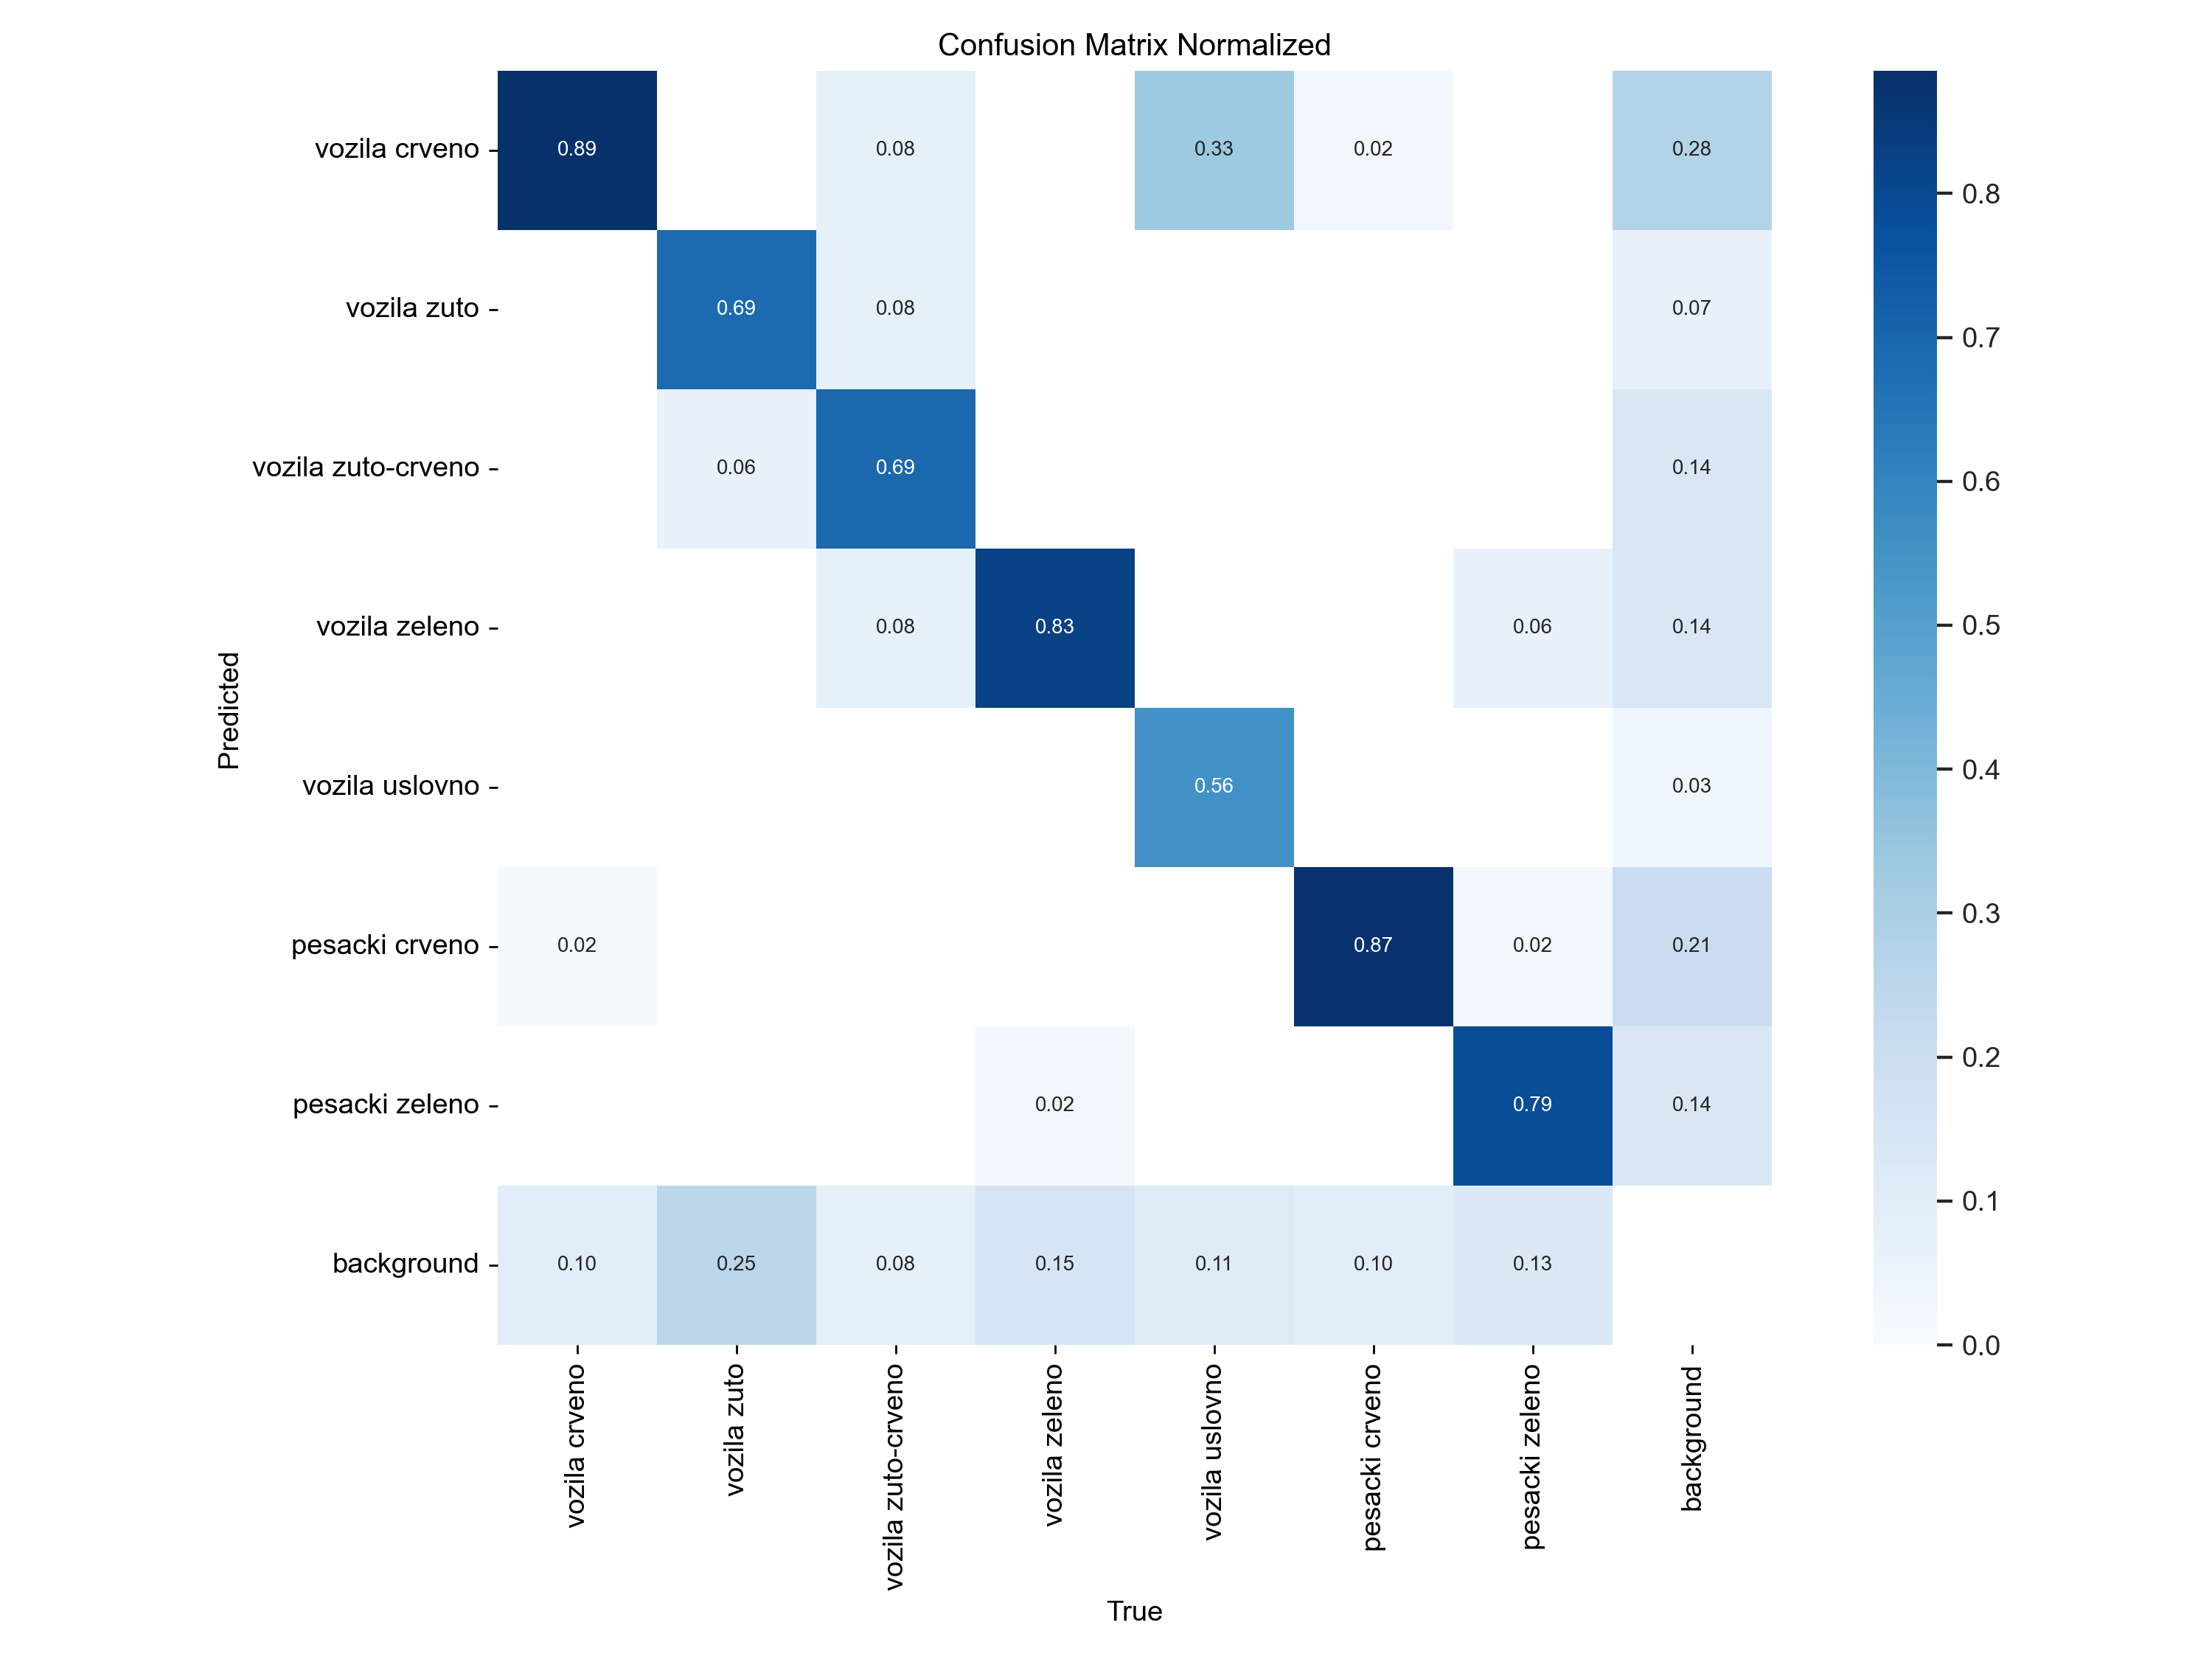 Confusion Matrix Normalized
vozila crveno
0.89
0.08
0.33
0.02
0.28
vozila zuto
0.69
0.08
0.07
vozila zuto-crveno
0.06
0.69
0.14
vozila zeleno
0.08
0.83
0.06
0.14
vozila uslovno
0.56
0.03
pesacki crveno
0.02
0.87
0.02
0.21
pesacki zeleno
0.02
0.79
0.14
background
0.10
0.25
0.08
0.15
0.11
0.10
0.13
Predicted
vozila crveno
vozila zuto
vozila zuto-crveno
vozila zeleno
vozila uslovno
pesacki crveno
pesacki zeleno
background
True
0.8
0.7
0.6
0.5
0.4
0.3
0.2
0.1
0.0